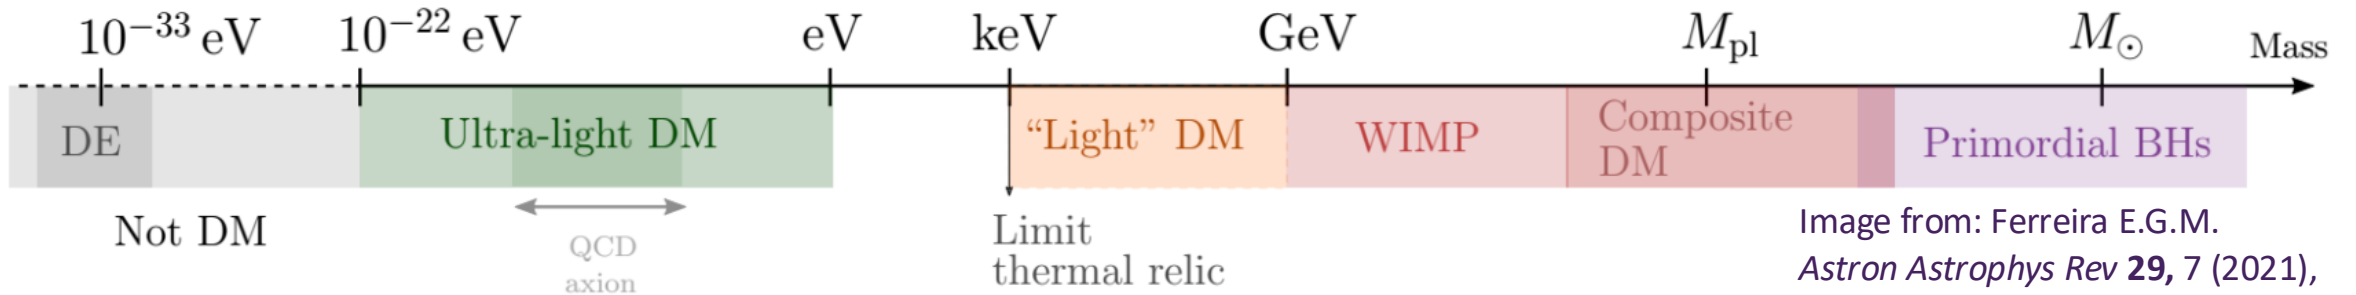 10⁻³³ eV 10⁻²² eV eV keV GeV M_pl M_⊙ Mass
DE Ultra-light DM “Light” DM WIMP Composite DM Primordial BHs
Not DM
QCD
axion
Limit
thermal relic
Image from: Ferreira E.G.M.
Astron Astrophys Rev 29, 7 (2021),